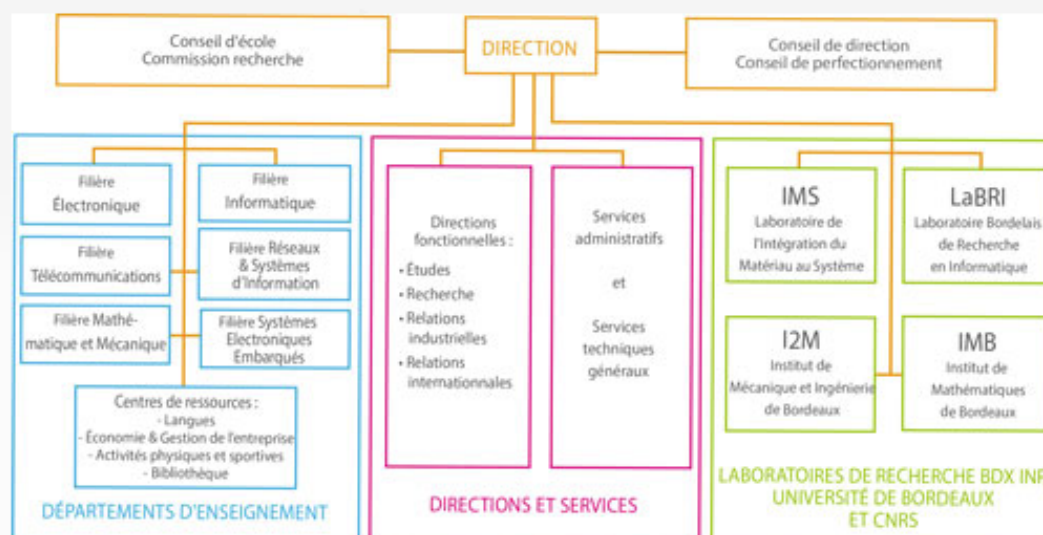 Conseil d'école
Commission recherche
DIRECTION
Conseil de direction
Conseil de perfectionnement
Filière
Électronique
Filière
Informatique
Filière
Télécommunications
Filière Réseaux
& Systèmes
d'Information
Filière Mathé-
matique et Mécanique
Filière Systèmes
Electroniques
Embarqués
Centres de ressources :
- Langues
- Économie & Gestion de l'entreprise
- Activités physiques et sportives
- Bibliothèque
DÉPARTEMENTS D'ENSEIGNEMENT
Directions
fonctionnelles :
• Études
• Recherche
• Relations
industrielles
• Relations
internationnales
Services
administratifs
et
Services
techniques
généraux
DIRECTIONS ET SERVICES
IMS
Laboratoire de
l'Intégration du
Matériau au Système
LaBRI
Laboratoire Bordelais
de Recherche
en Informatique
I2M
Institut de
Mécanique et Ingénierie
de Bordeaux
IMB
Institut de
Mathématiques
de Bordeaux
LABORATOIRES DE RECHERCHE BDX INP
UNIVERSITÉ DE BORDEAUX
ET CNRS